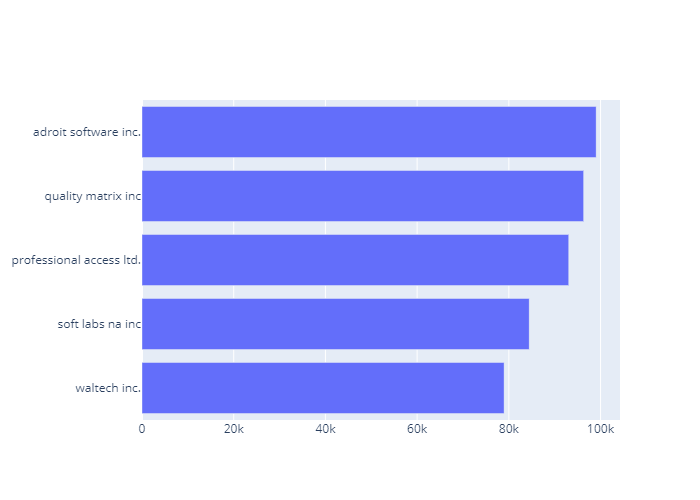 adroit software inc.
quality matrix inc
professional access ltd.
soft labs na inc
waltech inc.
0 20k 40k 60k 80k 100k